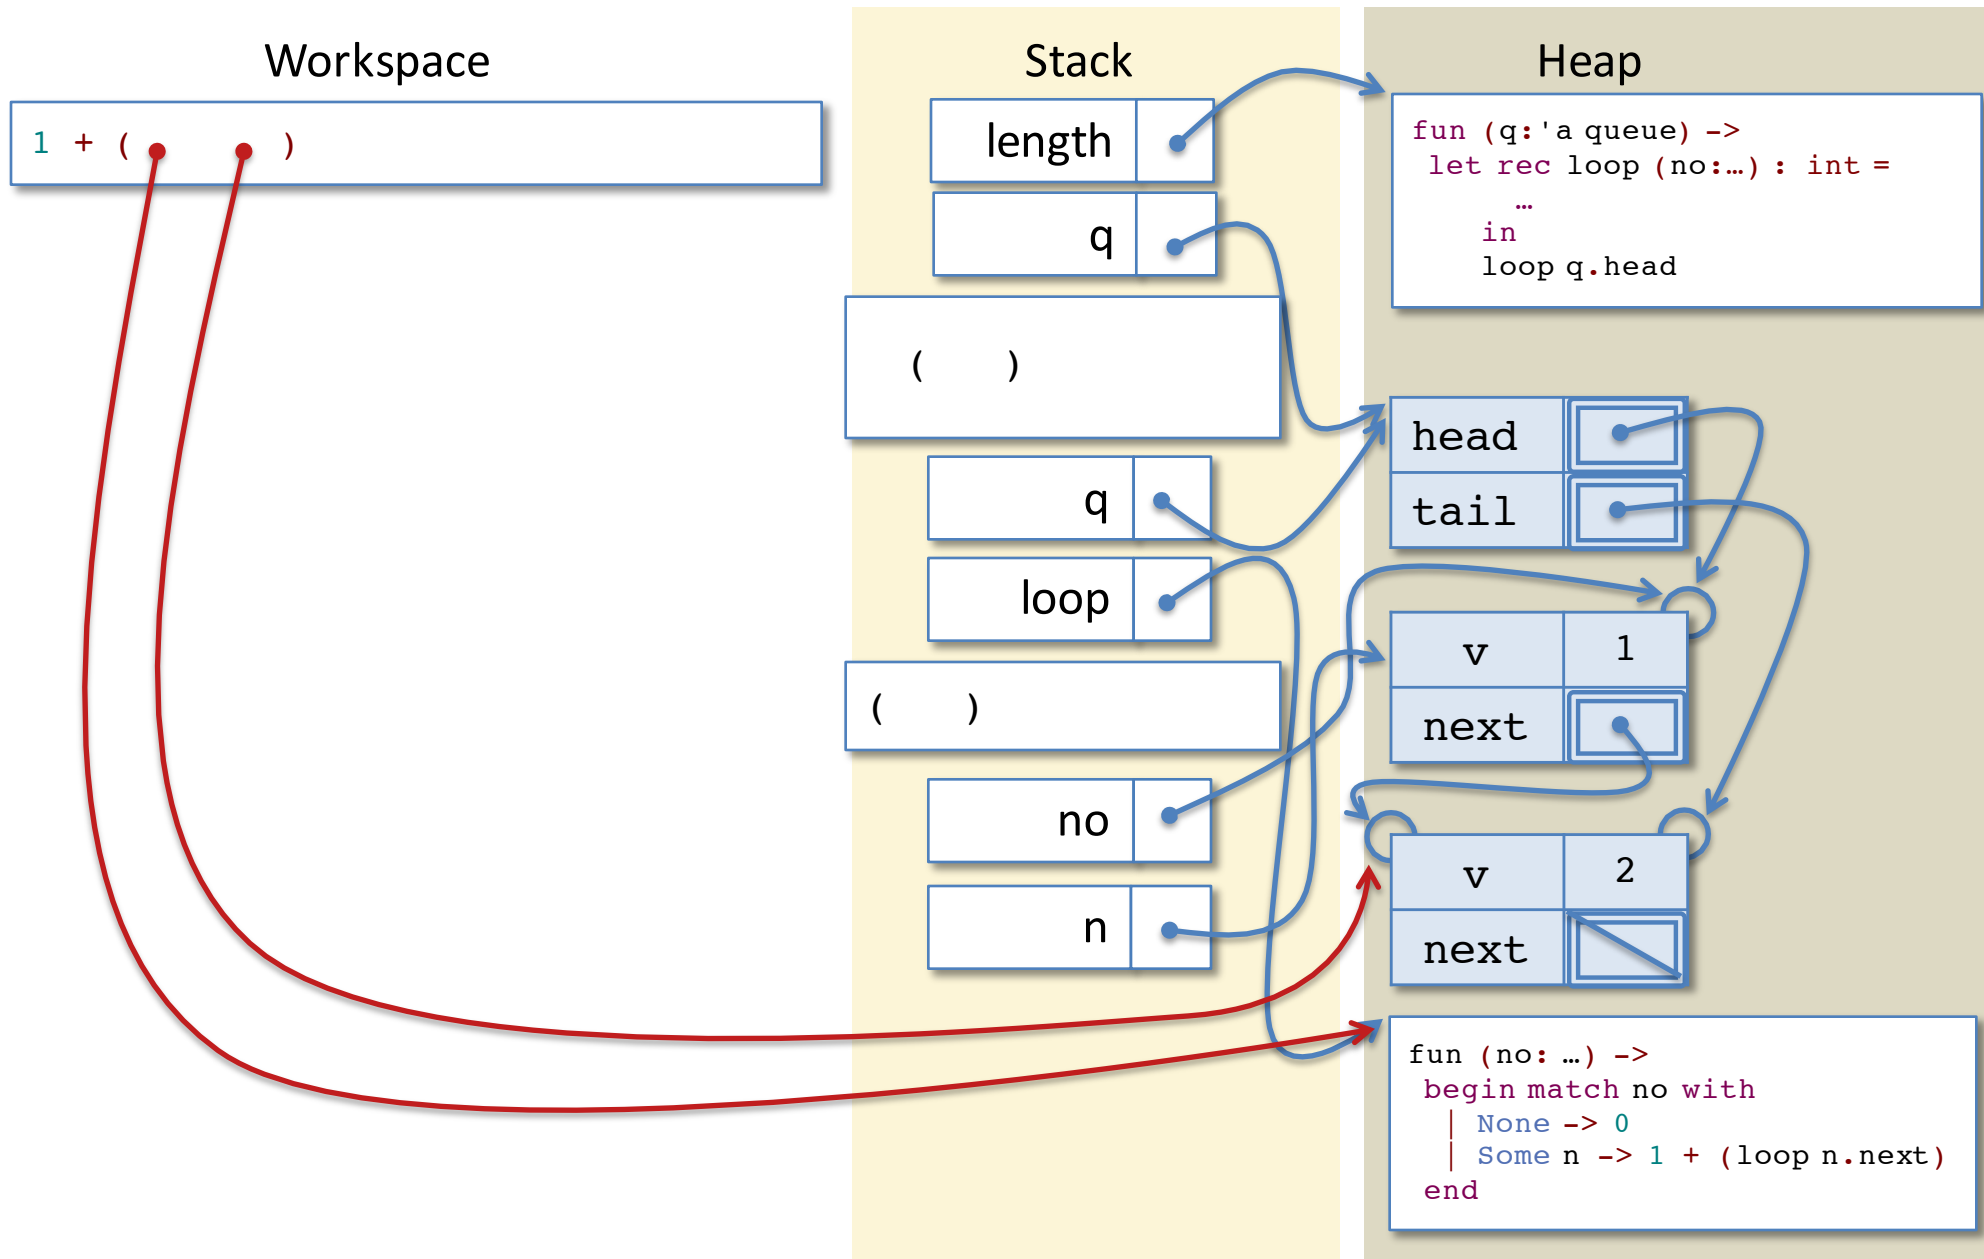 Workspace
1 + ( )
Stack
length
q
( )
q
loop
( )
no
n
Heap
fun (q:'a queue) ->
let rec loop (no:…) : int =
…
in
loop q.head
head
tail
v 1
next
v 2
next
fun (no: …) ->
begin match no with
| None -> 0
| Some n -> 1 + (loop n.next)
end